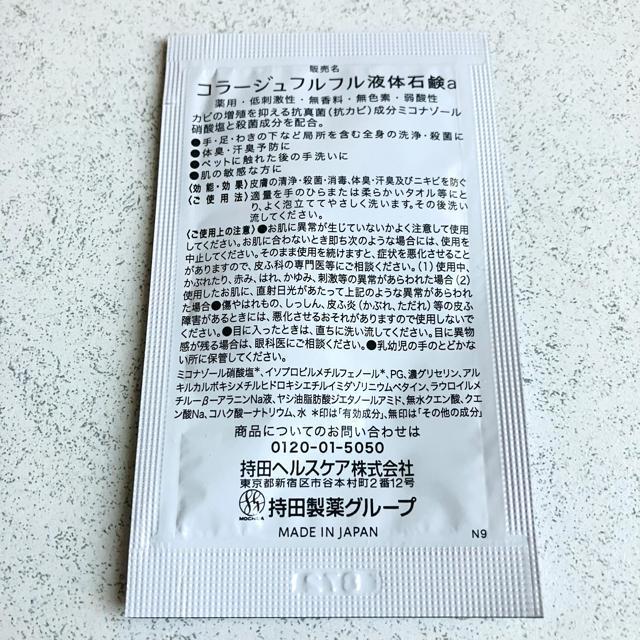 販売名
コラージュフルフル液体石鹸a
薬用・低刺激性・無香料・無色素・弱酸性
カビの増殖を抑える抗真菌(抗カビ)成分ミコナゾール
硝酸塩と殺菌成分を配合。
●手・足・わきの下など局所を含む全身の洗浄・殺菌に
●体臭・汗臭予防に
●ペットに触れた後の手洗いに
●肌の敏感な方に
〈効能・効果〉皮膚の清浄・殺菌・消毒、体臭・汗臭及びニキビを防ぐ
〈ご使用法〉適量を手のひらまたは柔らかいタオル等にと
り、よく泡立ててやさしく洗います。その後洗い
流してください。
〈ご使用上の注意〉●お肌に異常が生じていないかよく注意して使用
してください。お肌に合わないとき即ち次のような場合には、使用を
中止してください。そのまま使用を続けますと、症状を悪化させること
がありますので、皮ふ科の専門医等にご相談ください。(1)使用中、
かぶれたり、赤み、はれ、かゆみ、刺激等の異常があらわれた場合(2)
使用したお肌に、直射日光があたって上記のような異常があらわれ
た場合●傷やはれもの、しっしん、皮ふ炎(かぶれ、ただれ)等の皮ふ
障害があるときには、悪化させるおそれがありますので使用しないで
ください。●目に入ったときは、直ちに洗い流してください。目に異物
感が残る場合は、眼科医にご相談ください。●乳幼児の手のとどかな
い所に保管してください。
ミコナゾール硝酸塩*、イソプロピルメチルフェノール*、PG、濃グリセリン、アル
キルカルボキシメチルヒドロキシエチルイミダゾリニウムベタイン、ラウロイルメ
チル-β-アラニンNa液、ヤシ油脂肪酸ジエタノールアミド、無水クエン酸、クエ
ン酸Na、コハク酸一ナトリウム、水 *印は「有効成分」、無印は「その他の成分」
商品についてのお問い合わせは
0120-01-5050
持田ヘルスケア株式会社
東京都新宿区市谷本村町2番12号
MOCHIDA 持田製薬グループ
MADE IN JAPAN
N9